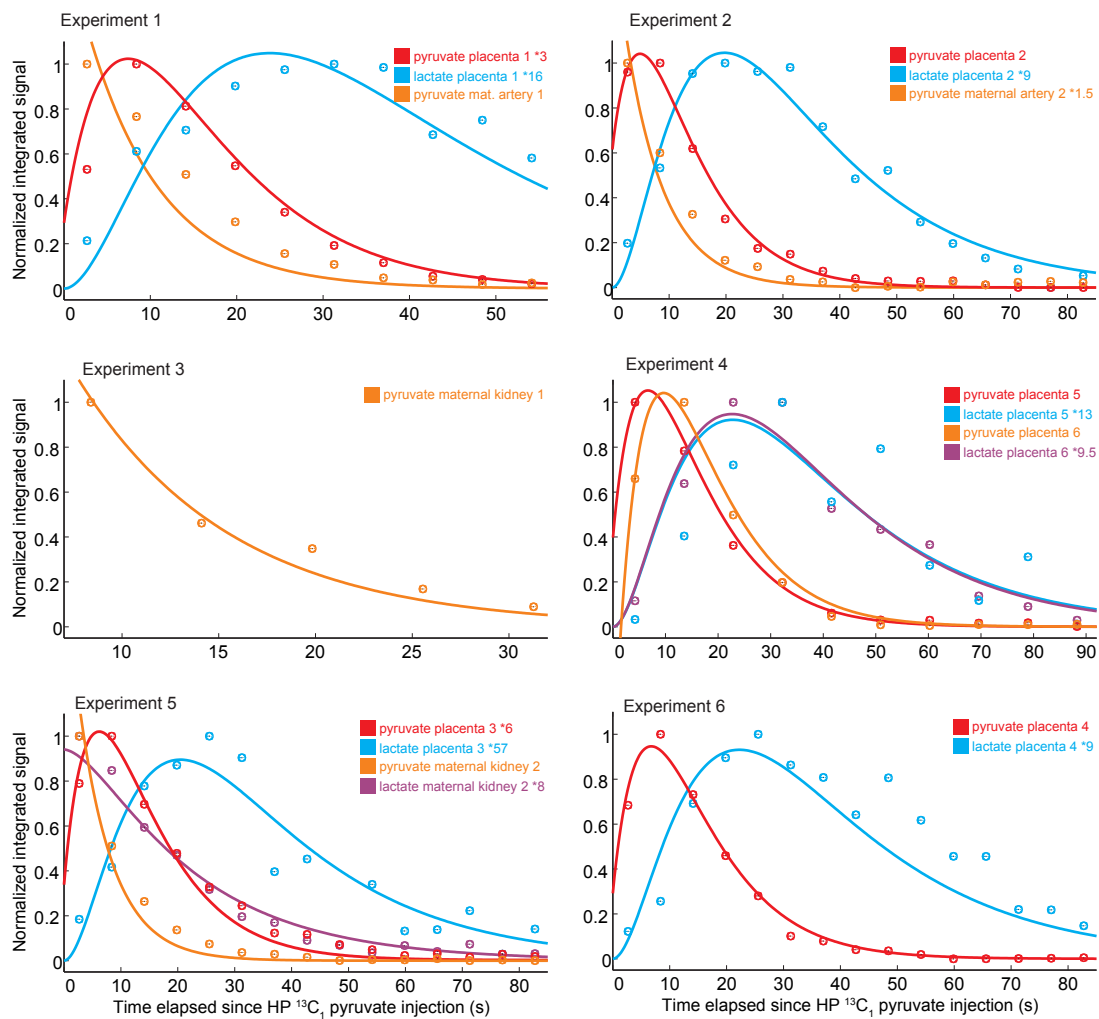 Experiment 1
Normalized integrated signal
1
0.8
0.6
0.4
0.2
0
0 10 20 30 40 50
pyruvate placenta 1 *3
lactate placenta 1 *16
pyruvate mat. artery 1
Experiment 2
1
0.8
0.6
0.4
0.2
0
0 10 20 30 40 50 60 70 80
pyruvate placenta 2
lactate placenta 2 *9
pyruvate maternal artery 2 *1.5
Experiment 3
Normalized integrated signal
1
0.8
0.6
0.4
0.2
0
10 15 20 25 30
pyruvate maternal kidney 1
Experiment 4
1
0.8
0.6
0.4
0.2
0
0 10 20 30 40 50 60 70 80 90
pyruvate placenta 5
lactate placenta 5 *13
pyruvate placenta 6
lactate placenta 6 *9.5
Experiment 5
Normalized integrated signal
1
0.8
0.6
0.4
0.2
0
0 10 20 30 40 50 60 70 80
pyruvate placenta 3 *6
lactate placenta 3 *57
pyruvate maternal kidney 2
lactate maternal kidney 2 *8
Time elapsed since HP ¹³C₁ pyruvate injection (s)
Experiment 6
1
0.8
0.6
0.4
0.2
0
0 10 20 30 40 50 60 70 80
pyruvate placenta 4
lactate placenta 4 *9
Time elapsed since HP ¹³C₁ pyruvate injection (s)